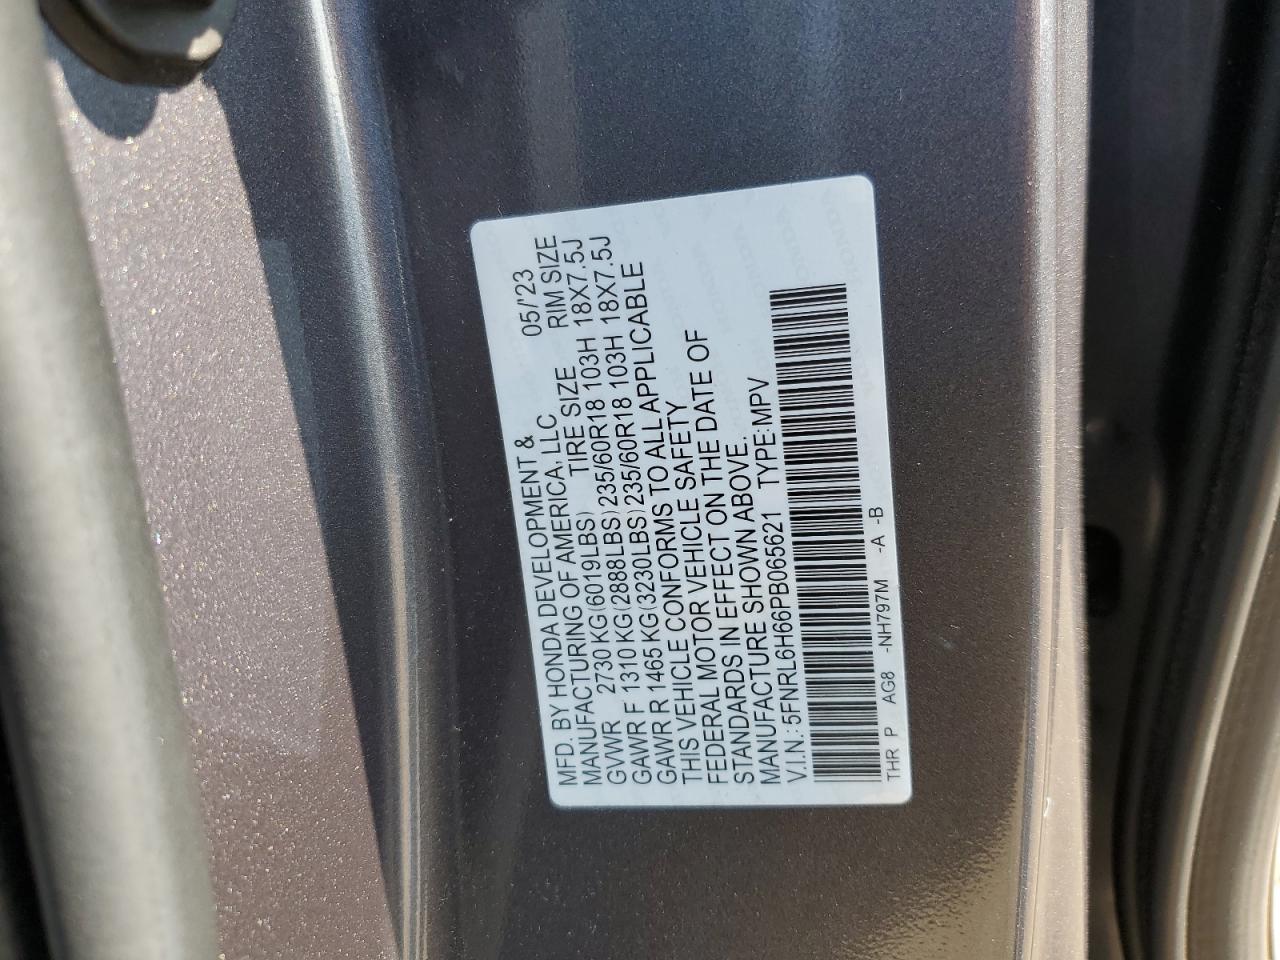 MFD. BY HONDA DEVELOPMENT &
MANUFACTURING OF AMERICA, LLC 05/'23
GVWR 2730 KG(6019LBS) TIRE SIZE RIM SIZE
GAWR F 1310 KG(2888LBS)235/60R18 103H 18X7.5J
GAWR R 1465 KG(3230LBS)235/60R18 103H 18X7.5J
THIS VEHICLE CONFORMS TO ALL APPLICABLE
FEDERAL MOTOR VEHICLE SAFETY
STANDARDS IN EFFECT ON THE DATE OF
MANUFACTURE SHOWN ABOVE.
V.I.N.:5FNRL6H66PB065621 TYPE:MPV
THR P AG8 -NH797M -A -B